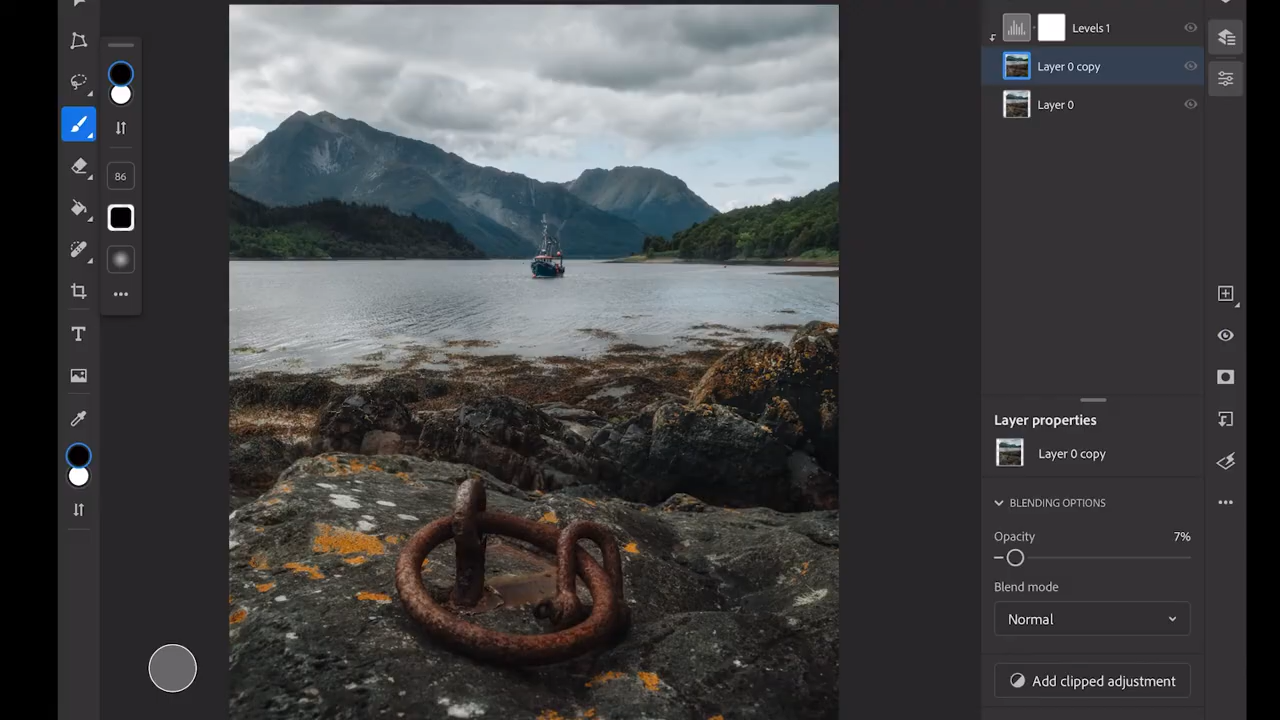 Levels 1
Layer 0 copy
Layer 0
86
Layer properties
Layer 0 copy
BLENDING OPTIONS
Opacity 7%
Blend mode
Normal
Add clipped adjustment